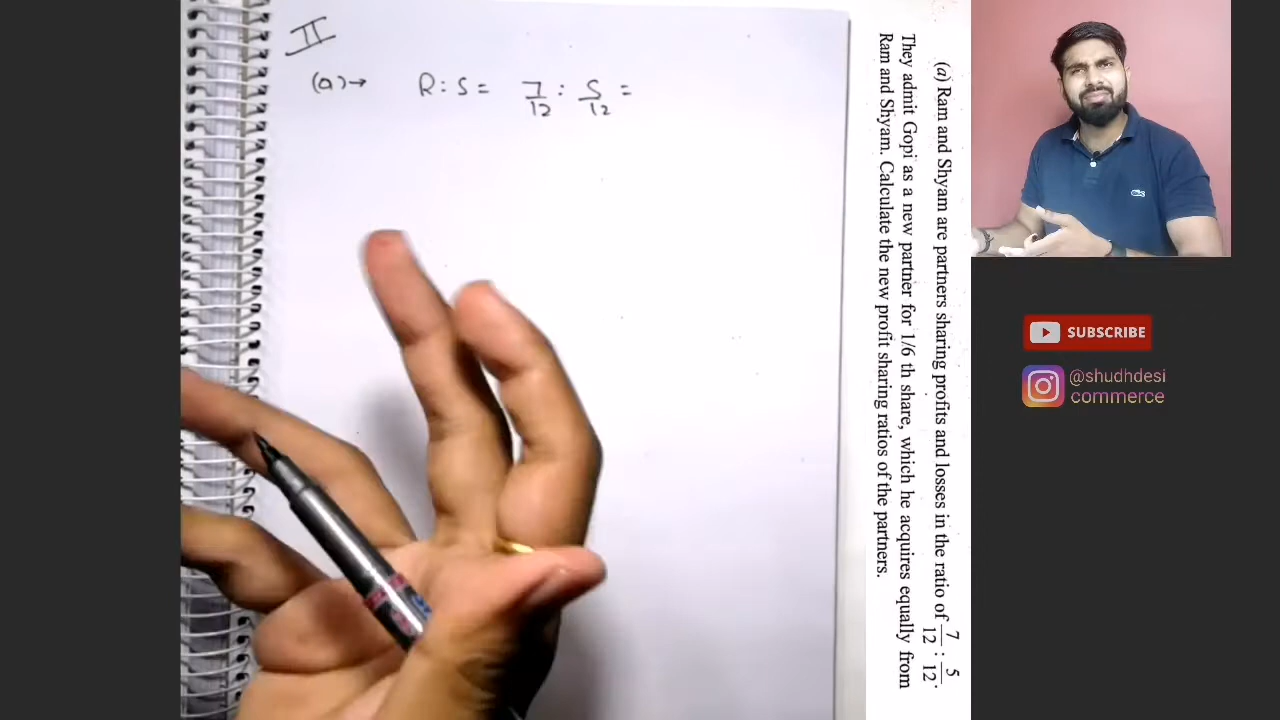 II
(a)→ R : S = 7/12 : 5/12 =
(a) Ram and Shyam are partners sharing profits and losses in the ratio of 7/12 : 5/12.
They admit Gopi as a new partner for 1/6 th share, which he acquires equally from
Ram and Shyam. Calculate the new profit sharing ratios of the partners.
SUBSCRIBE
@shudhdesi
commerce